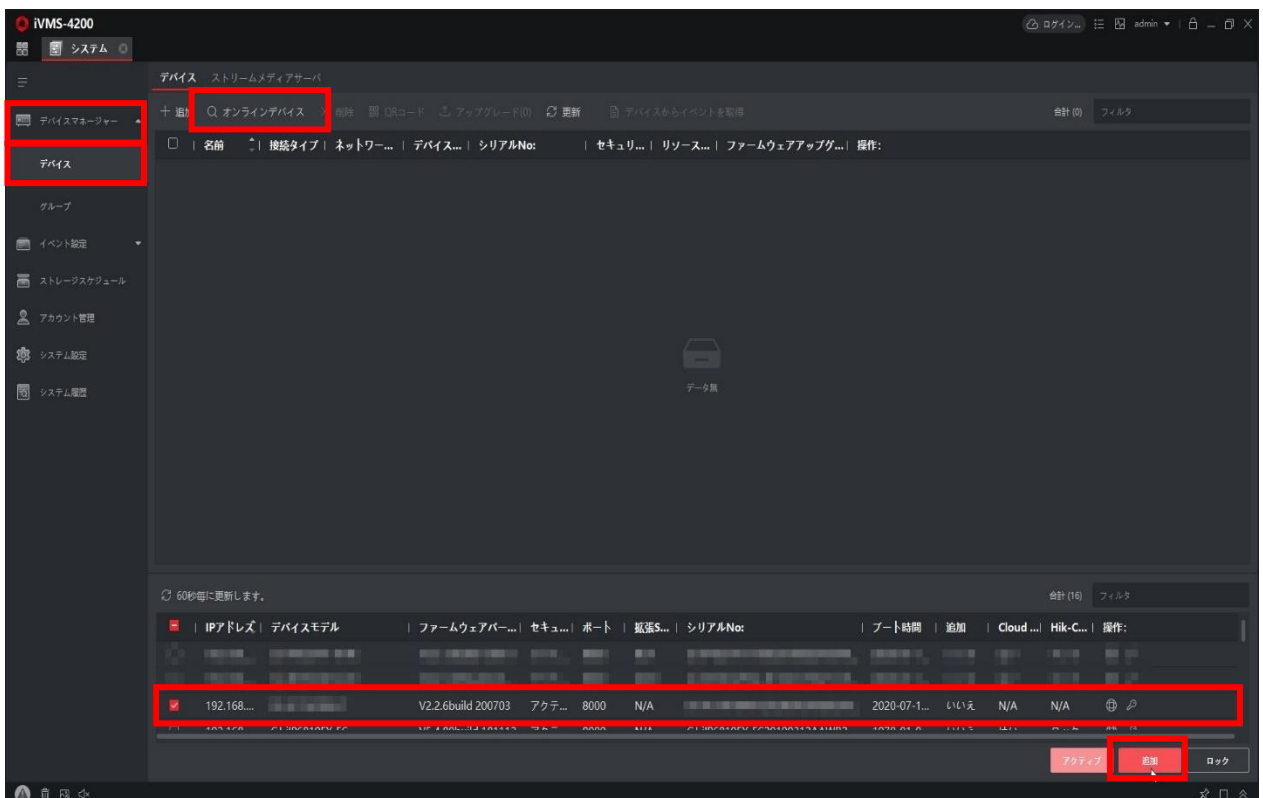 iVMS-4200
ログイン... admin
システム
デバイス ストリームメディアサーバ
追加 オンラインデバイス 削除 QRコード アップグレード(0) 更新 デバイスからイベントを取得 合計 (0) フィルタ
デバイスマネージャー
名前 接続タイプ ネットワー... デバイス... シリアルNo: セキュリ... リソース... ファームウェアアップグ... 操作:
デバイス
グループ
イベント設定
ストレージスケジュール
アカウント管理
システム設定
システム履歴
データ無
60秒毎に更新します。 合計 (16) フィルタ
IPアドレス デバイスモデル ファームウェアバー... セキュ... ポート 拡張S... シリアルNo: ブート時間 追加 Cloud ... Hik-C... 操作:
192.168.... V2.2.6build 200703 アクテ... 8000 N/A 2020-07-1... いいえ N/A N/A
アクティブ 追加 ロック